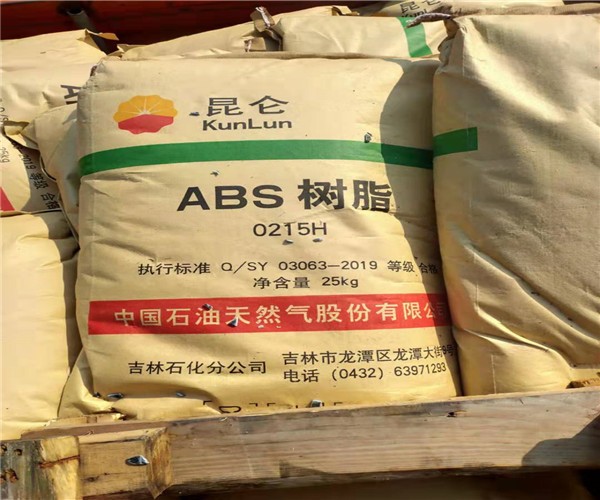 昆仑
KunLun
ABS 树脂
0215H
执行标准 Q/SY 03063-2019 等级 合格
净含量 25kg
中国石油天然气股份有限公
吉林石化分公司
吉林市龙潭区龙潭大街
电话 (0432) 63971293
昆仑